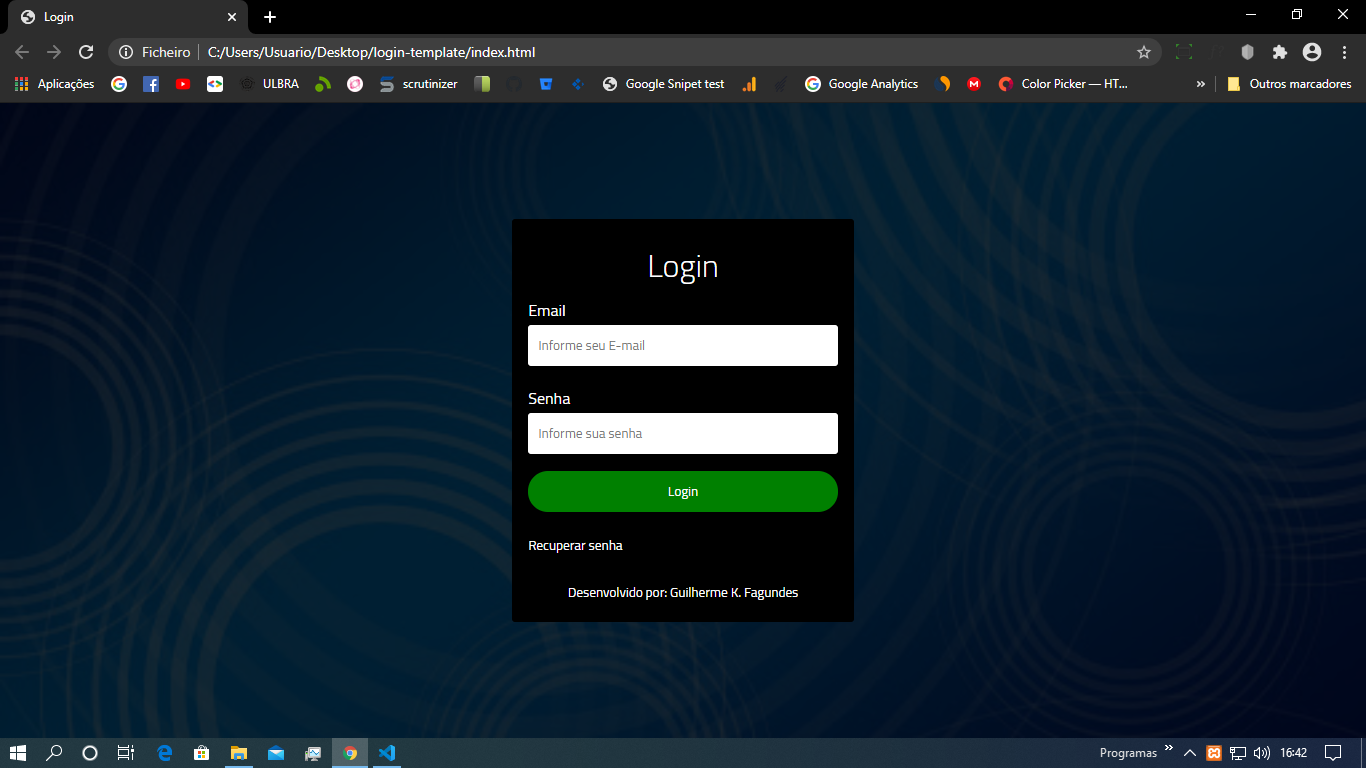 Login
Ficheiro
C:/Users/Usuario/Desktop/login-template/index.html
Aplicações
ULBRA
scrutinizer
Google Snipet test
Google Analytics
Color Picker — HT...
»
Outros marcadores
Login
Email
Informe seu E-mail
Senha
Informe sua senha
Login
Recuperar senha
Desenvolvido por: Guilherme K. Fagundes
Programas
»
16:42